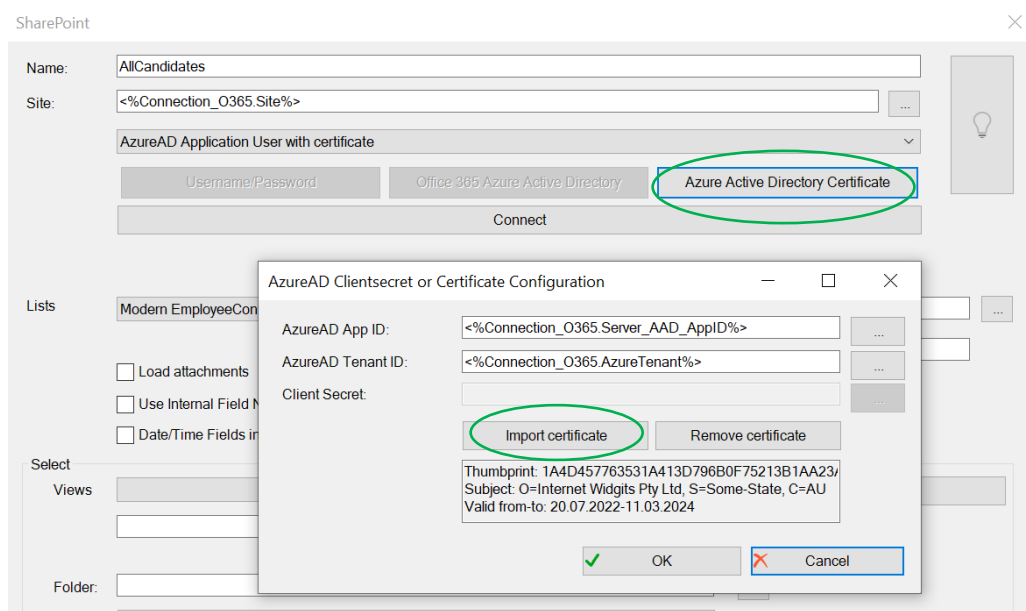 SharePoint
Name:
AllCandidates
Site:
<%Connection_O365.Site%>
...
AzureAD Application User with certificate
Username/Password
Office 365 Azure Active Directory
Azure Active Directory Certificate
Connect
AzureAD Clientsecret or Certificate Configuration
Lists
Modern EmployeeCon
...
AzureAD App ID:
<%Connection_O365.Server_AAD_AppID%>
...
AzureAD Tenant ID:
<%Connection_O365.AzureTenant%>
...
Load attachments
Client Secret:
...
Use Internal Field N
Date/Time Fields in
Import certificate
Remove certificate
Select
Views
Thumbprint: 1A4D457763531A413D796B0F75213B1AA23A
Subject: O=Internet Widgits Pty Ltd, S=Some-State, C=AU
Valid from-to: 20.07.2022-11.03.2024
OK
Cancel
Folder: